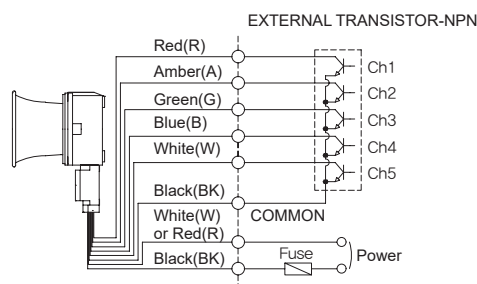 EXTERNAL TRANSISTOR-NPN
Red(R)
Ch1
Amber(A)
Ch2
Green(G)
Ch3
Blue(B)
Ch4
White(W)
Ch5
Black(BK)
COMMON
White(W)
or Red(R)
Fuse
Power
Black(BK)